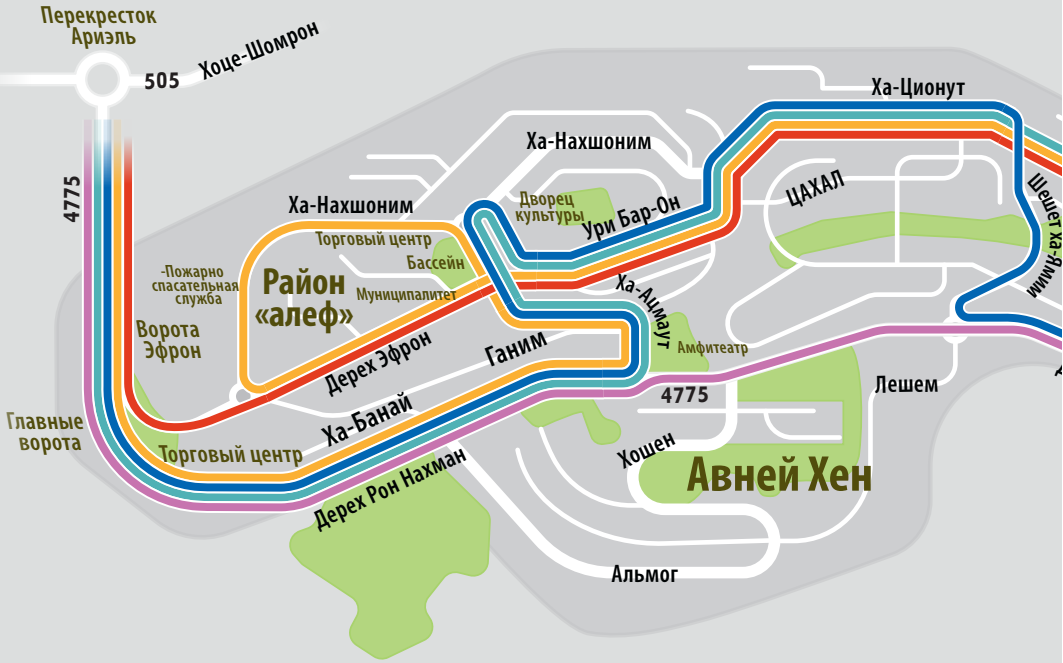 Перекресток
Ариэль
505
Хоце-Шомрон
4775
Ха-Ционут
Ха-Нахшоним
ЦАХАЛ
Шешет Ха-Ямим
Дворец
культуры
Ури Бар-Он
Ха-Нахшоним
Торговый центр
Бассейн
-Пожарно
спасательная
служба
Район
«алеф»
Муниципалитет
Ха-Ацмаут
Ворота
Эфрон
Дерех Эфрон
Ганим
Амфитеатр
4775
Лешем
Главные
ворота
Ха-Банай
Торговый центр
Дерех Рон Нахман
Хошен
Авней Хен
Альмог